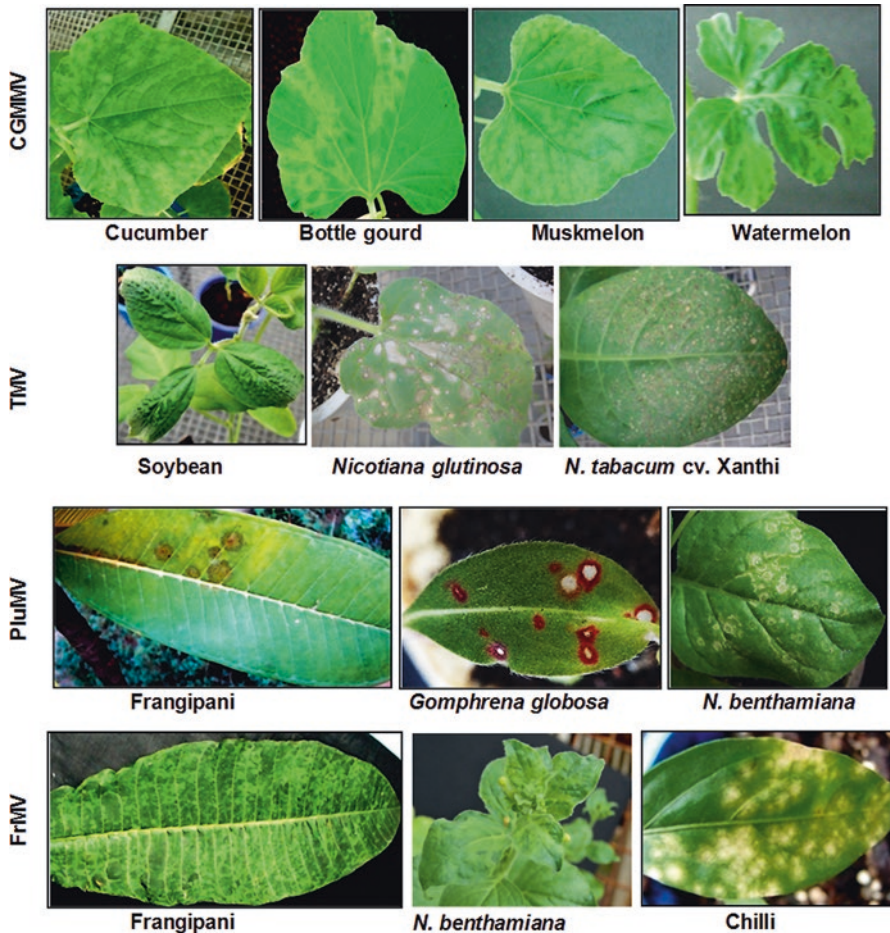 CGMMV
Cucumber
Bottle gourd
Muskmelon
Watermelon
TMV
Soybean
Nicotiana glutinosa
N. tabacum cv. Xanthi
PluMV
Frangipani
Gomphrena globosa
N. benthamiana
FrMV
Frangipani
N. benthamiana
Chilli